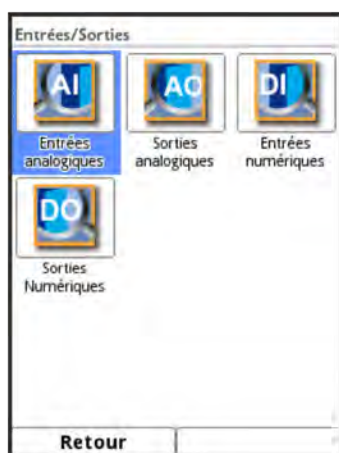 Entrées/Sorties
AI
AO
DI
Entrées
analogiques
Sorties
analogiques
Entrées
numériques
DO
Sorties
Numériques
Retour